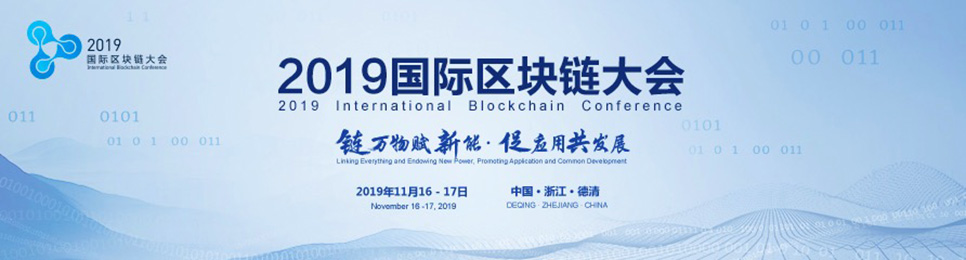 2019
国际区块链大会
International Blockchain Conference
2019国际区块链大会
2019 International Blockchain Conference
链万物赋新能·促应用共发展
Linking Everything and Endowing New Power, Promoting Application and Common Development
2019年11月16 - 17日
中国·浙江·德清
November 16 -17, 2019
DEQING · ZHEJIANG · CHINA
1 1
01 01 0
0 0 011
00 011
011
0101
01 0 1 00 011
0101
01 0 1 00 011